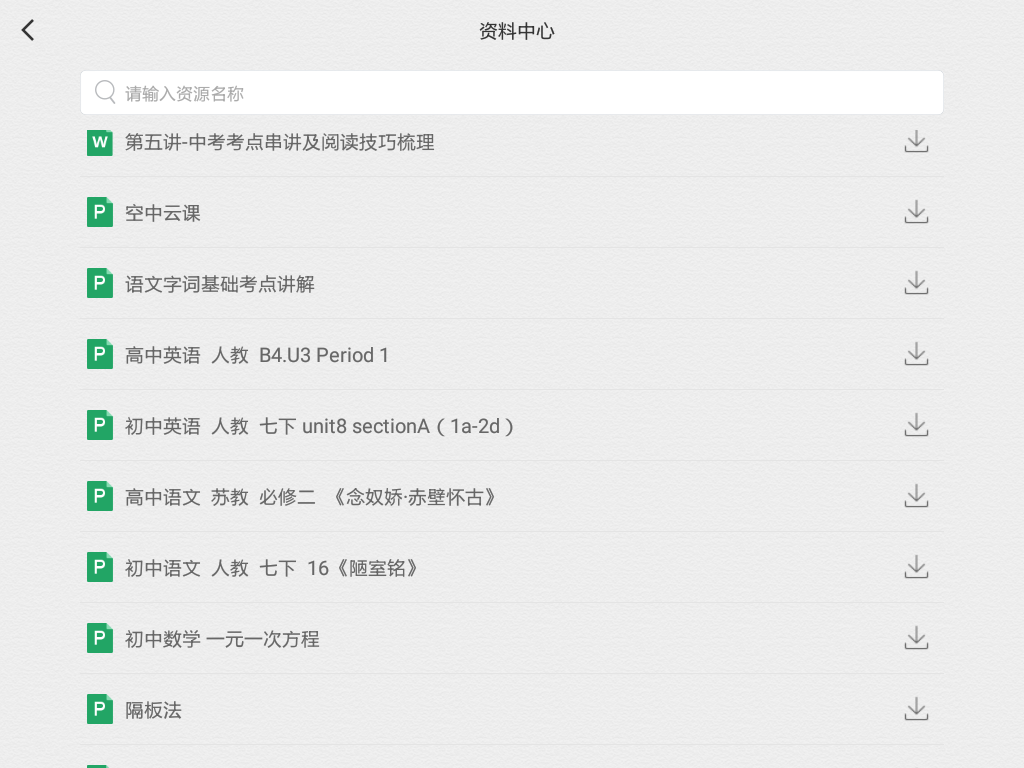 资料中心
请输入资源名称
W 第五讲-中考考点串讲及阅读技巧梳理
P 空中云课
P 语文字词基础考点讲解
P 高中英语 人教 B4.U3 Period 1
P 初中英语 人教 七下 unit8 sectionA（1a-2d）
P 高中语文 苏教 必修二 《念奴娇·赤壁怀古》
P 初中语文 人教 七下 16《陋室铭》
P 初中数学 一元一次方程
P 隔板法